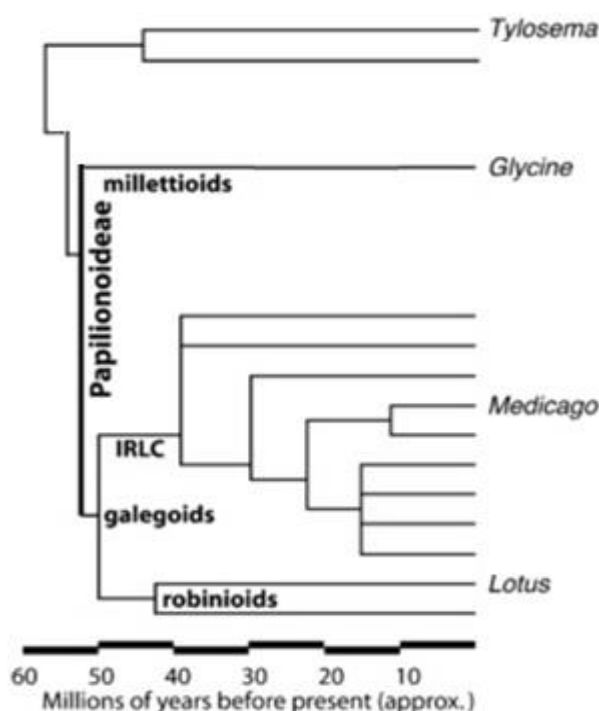 Tylosema
Glycine
millettioids
Papilionoideae
Medicago
IRLC
galegoids
Lotus
robinioids
60 50 40 30 20 10
Millions of years before present (approx.)